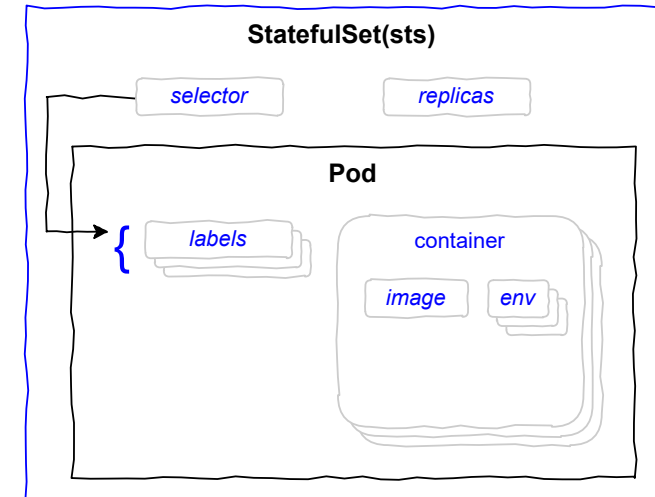 StatefulSet(sts)
selector
replicas
Pod
{
labels
container
image
env